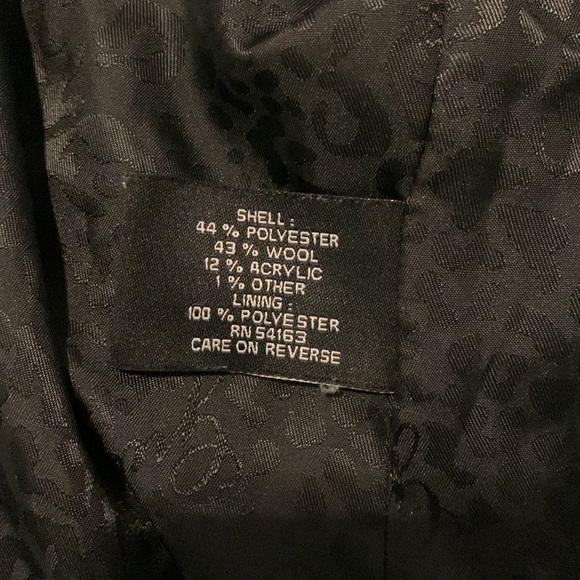 SHELL :
44 % POLYESTER
43 % WOOL
12 % ACRYLIC
1 % OTHER
LINING :
100 % POLYESTER
RN 54163
CARE ON REVERSE